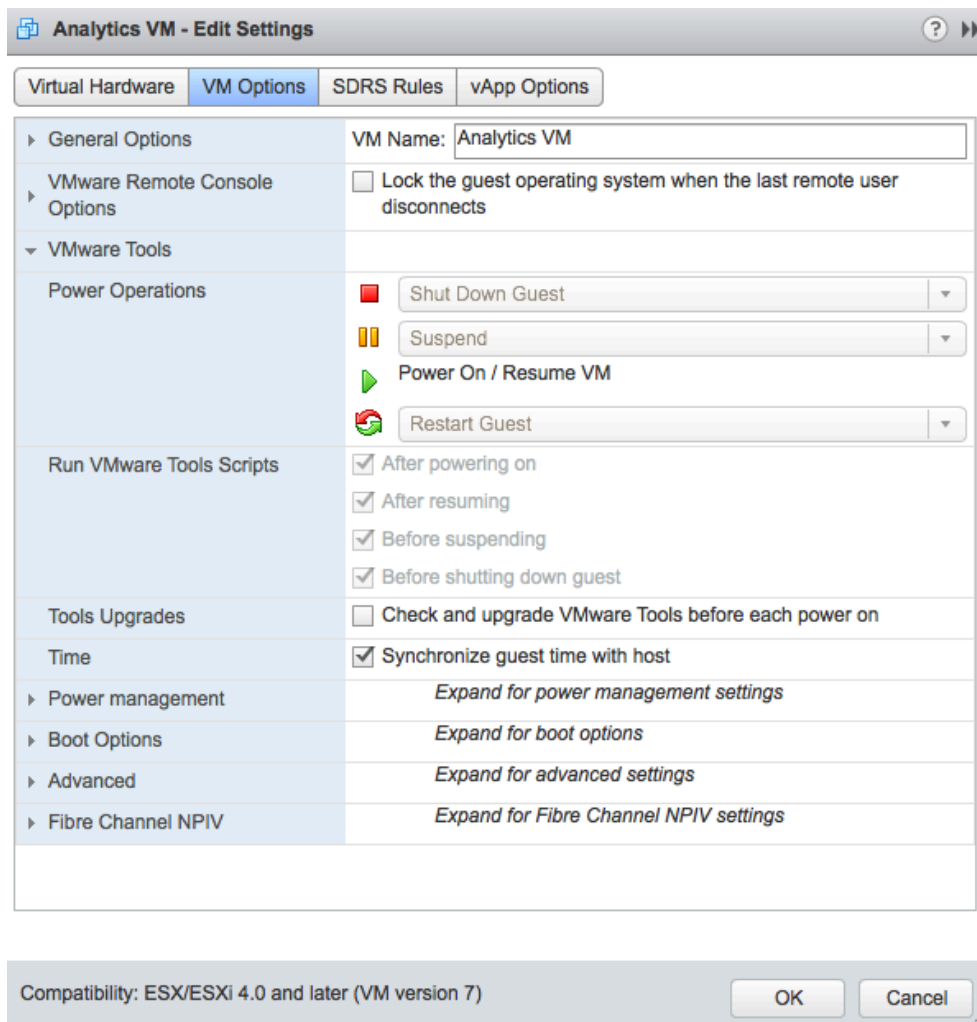 Analytics VM - Edit Settings
?
Virtual Hardware VM Options SDRS Rules vApp Options
General Options VM Name: Analytics VM
VMware Remote Console Options Lock the guest operating system when the last remote user disconnects
VMware Tools
Power Operations Shut Down Guest
Suspend
Power On / Resume VM
Restart Guest
Run VMware Tools Scripts After powering on
After resuming
Before suspending
Before shutting down guest
Tools Upgrades Check and upgrade VMware Tools before each power on
Time Synchronize guest time with host
Power management Expand for power management settings
Boot Options Expand for boot options
Advanced Expand for advanced settings
Fibre Channel NPIV Expand for Fibre Channel NPIV settings
Compatibility: ESX/ESXi 4.0 and later (VM version 7) OK Cancel